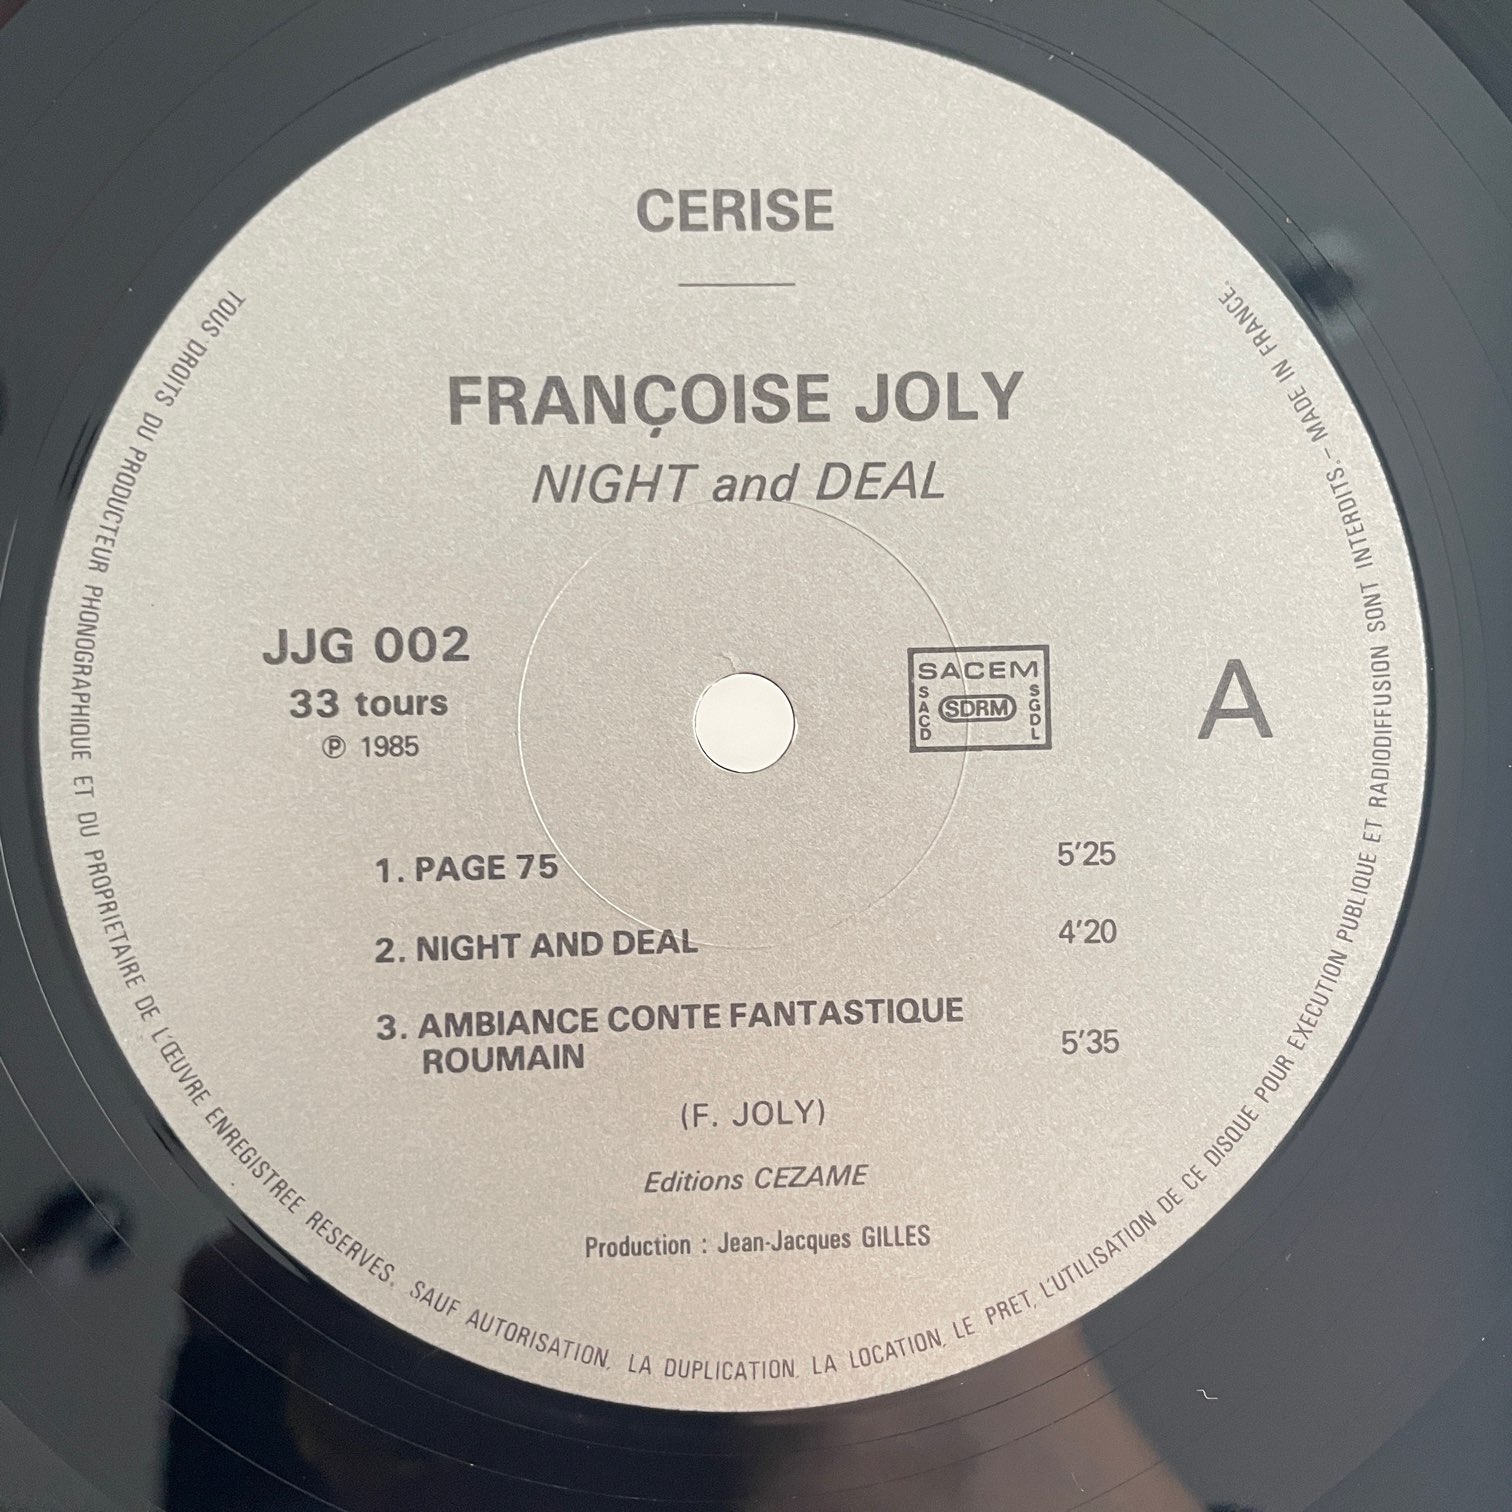 CERISE
FRANÇOISE JOLY
NIGHT and DEAL
JJG 002
33 tours
Ⓟ 1985
SACEM
SACD
SDRM
SGDL
A
1. PAGE 75 5'25
2. NIGHT AND DEAL 4'20
3. AMBIANCE CONTE FANTASTIQUE
ROUMAIN 5'35
(F. JOLY)
Editions CEZAME
Production : Jean-Jacques GILLES
TOUS DROITS DU PRODUCTEUR PHONOGRAPHIQUE ET DU PROPRIETAIRE DE L'ŒUVRE ENREGISTREE RESERVES. SAUF AUTORISATION, LA DUPLICATION, LA LOCATION, LE PRET, L'UTILISATION DE CE DISQUE POUR EXECUTION PUBLIQUE ET RADIODIFFUSION SONT INTERDITS. – MADE IN FRANCE.